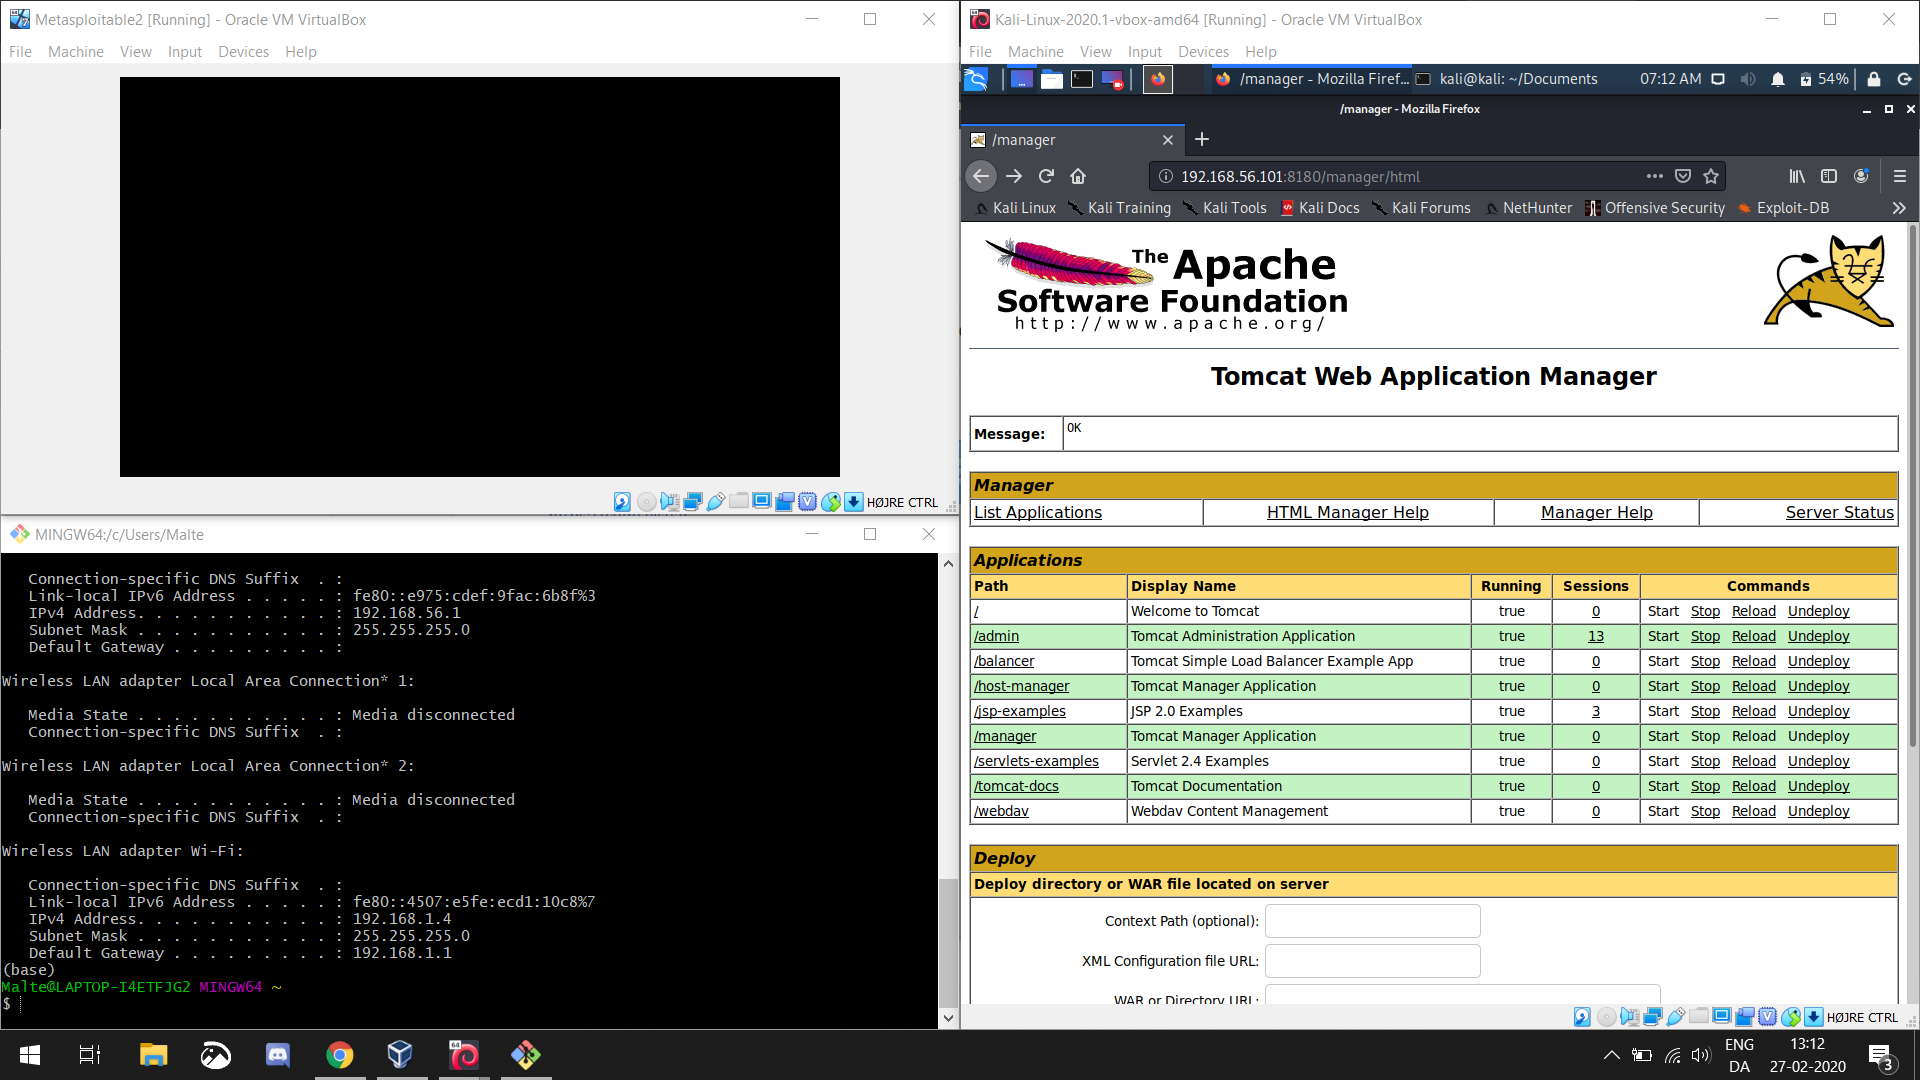 Metasploitable2 [Running] - Oracle VM VirtualBox
File Machine View Input Devices Help
HØJRE CTRL
MINGW64:/c/Users/Malte
Connection-specific DNS Suffix  . :
Link-local IPv6 Address . . . . . : fe80::e975:cdef:9fac:6b8f%3
IPv4 Address. . . . . . . . . . . : 192.168.56.1
Subnet Mask . . . . . . . . . . . : 255.255.255.0
Default Gateway . . . . . . . . . :
Wireless LAN adapter Local Area Connection* 1:
Media State . . . . . . . . . . . : Media disconnected
Connection-specific DNS Suffix  . :
Wireless LAN adapter Local Area Connection* 2:
Media State . . . . . . . . . . . : Media disconnected
Connection-specific DNS Suffix  . :
Wireless LAN adapter Wi-Fi:
Connection-specific DNS Suffix  . :
Link-local IPv6 Address . . . . . : fe80::4507:e5fe:ecd1:10c8%7
IPv4 Address. . . . . . . . . . . : 192.168.1.4
Subnet Mask . . . . . . . . . . . : 255.255.255.0
Default Gateway . . . . . . . . . : 192.168.1.1
(base)
Malte@LAPTOP-I4ETFJG2 MINGW64 ~
$
Kali-Linux-2020.1-vbox-amd64 [Running] - Oracle VM VirtualBox
File Machine View Input Devices Help
/manager - Mozilla Firef... kali@kali: ~/Documents 07:12 AM 54%
/manager - Mozilla Firefox
/manager
192.168.56.101:8180/manager/html
Kali Linux Kali Training Kali Tools Kali Docs Kali Forums NetHunter Offensive Security Exploit-DB
The Apache
Software Foundation
http://www.apache.org/
Tomcat Web Application Manager
Message: OK
Manager
List Applications HTML Manager Help Manager Help Server Status
Applications
Path Display Name Running Sessions Commands
/ Welcome to Tomcat true 0 Start Stop Reload Undeploy
/admin Tomcat Administration Application true 13 Start Stop Reload Undeploy
/balancer Tomcat Simple Load Balancer Example App true 0 Start Stop Reload Undeploy
/host-manager Tomcat Manager Application true 0 Start Stop Reload Undeploy
/jsp-examples JSP 2.0 Examples true 3 Start Stop Reload Undeploy
/manager Tomcat Manager Application true 0 Start Stop Reload Undeploy
/servlets-examples Servlet 2.4 Examples true 0 Start Stop Reload Undeploy
/tomcat-docs Tomcat Documentation true 0 Start Stop Reload Undeploy
/webdav Webdav Content Management true 0 Start Stop Reload Undeploy
Deploy
Deploy directory or WAR file located on server
Context Path (optional):
XML Configuration file URL:
WAR or Directory URL:
HØJRE CTRL
ENG 13:12
DA 27-02-2020 3